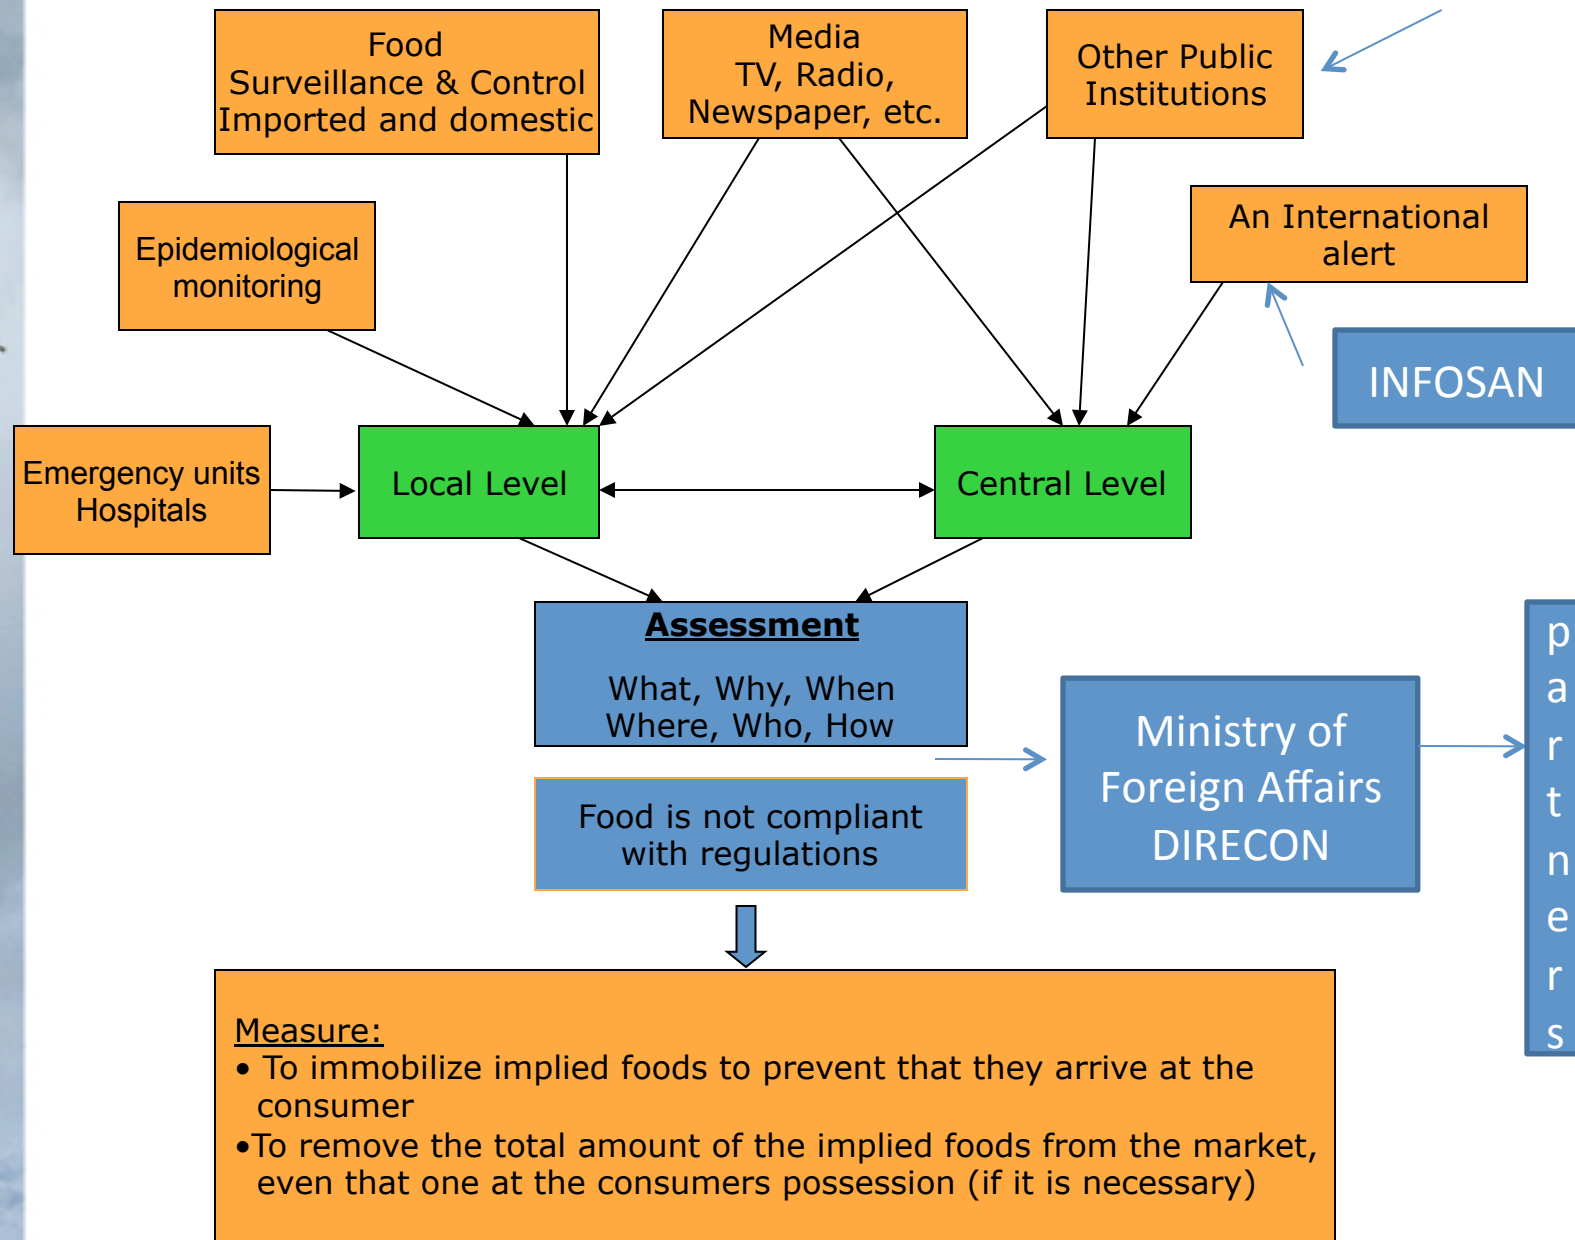 Food
Surveillance & Control
Imported and domestic
Media
TV, Radio,
Newspaper, etc.
Other Public
Institutions
An International
alert
Epidemiological
monitoring
INFOSAN
Emergency units
Hospitals
Local Level
Central Level
Assessment
What, Why, When
Where, Who, How
Food is not compliant
with regulations
Ministry of
Foreign Affairs
DIRECON
partners
Measure:
• To immobilize implied foods to prevent that they arrive at the
consumer
•To remove the total amount of the implied foods from the market,
even that one at the consumers possession (if it is necessary)